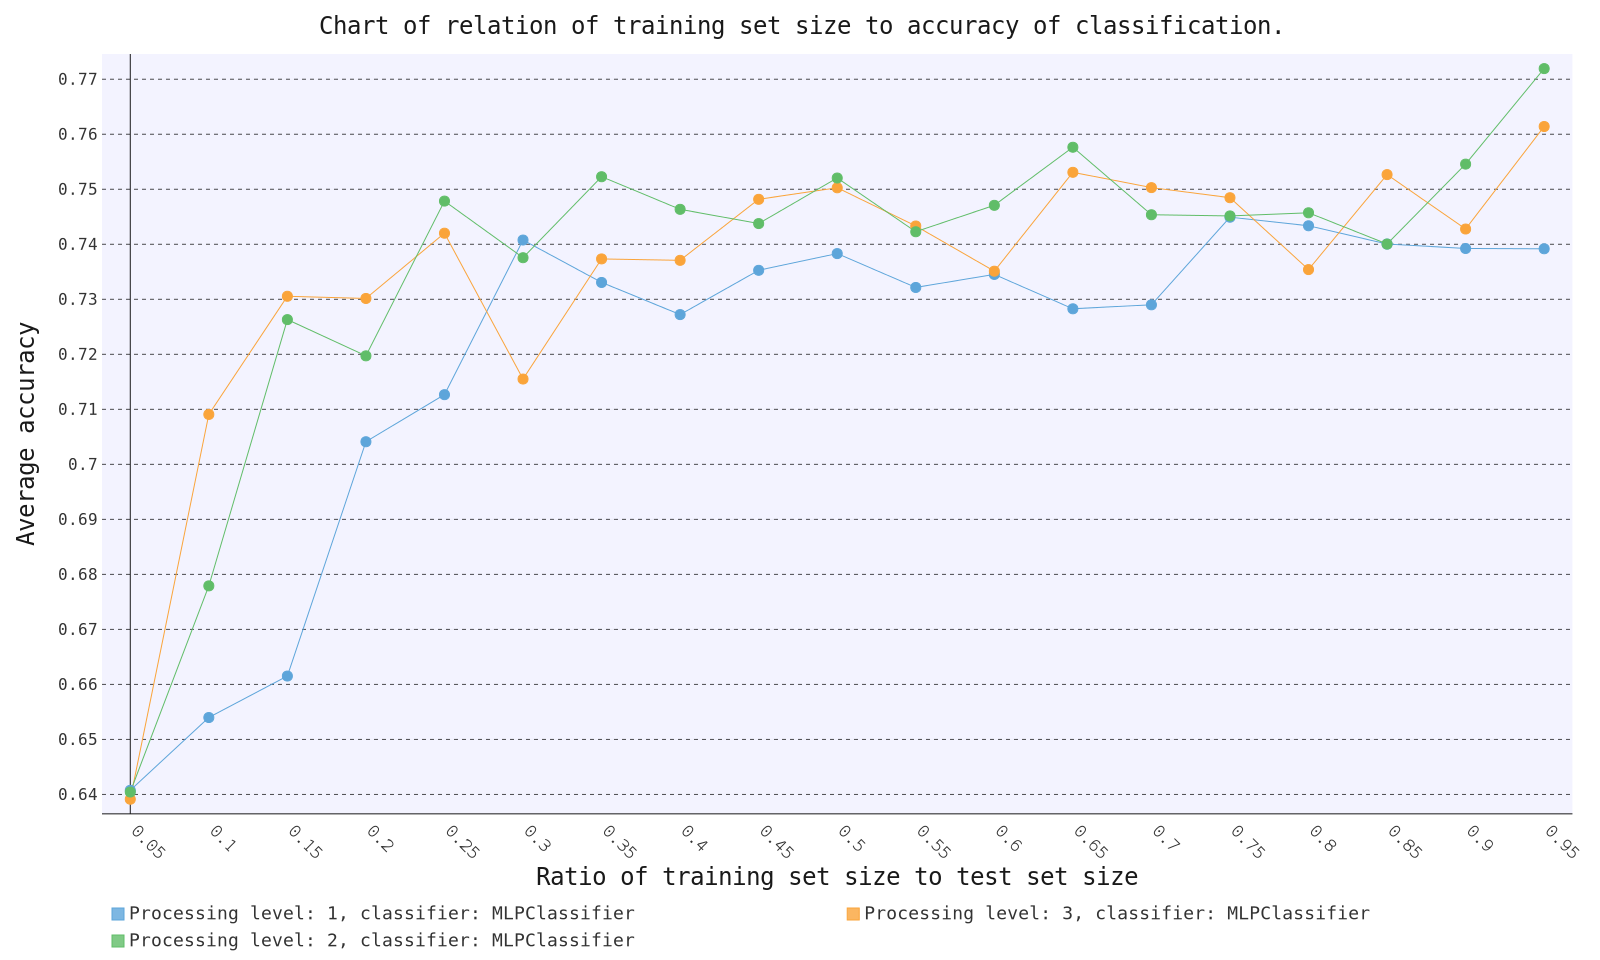 Chart of relation of training set size to accuracy of classification.
0.77
0.76
0.75
0.74
0.73
0.72
0.71
0.7
0.69
0.68
0.67
0.66
0.65
0.64
Average accuracy
0.05 0.1 0.15 0.2 0.25 0.3 0.35 0.4 0.45 0.5 0.55 0.6 0.65 0.7 0.75 0.8 0.85 0.9 0.95
Ratio of training set size to test set size
Processing level: 1, classifier: MLPClassifier
Processing level: 3, classifier: MLPClassifier
Processing level: 2, classifier: MLPClassifier